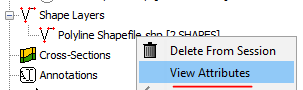 Shape Layers
Polyline Shapefile.shp [2 SHAPES]
Delete From Session
Cross-Sections
View Attributes
Annotations